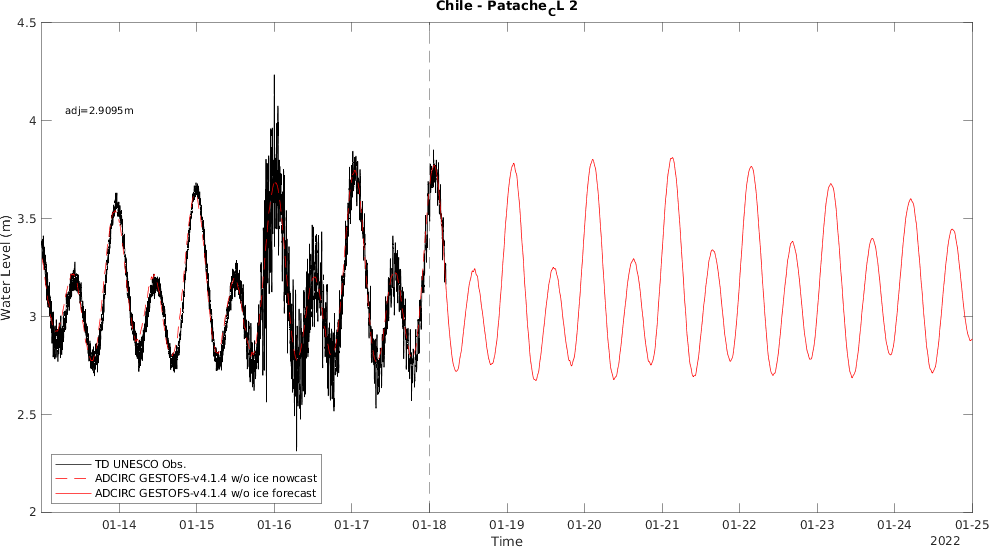 Chile - Patache_CL 2
4.5
4
3.5
3
2.5
2
Water Level (m)
adj=2.9095m
TD UNESCO Obs.
ADCIRC GESTOFS-v4.1.4 w/o ice nowcast
ADCIRC GESTOFS-v4.1.4 w/o ice forecast
01-14 01-15 01-16 01-17 01-18 01-19 01-20 01-21 01-22 01-23 01-24 01-25
Time
2022